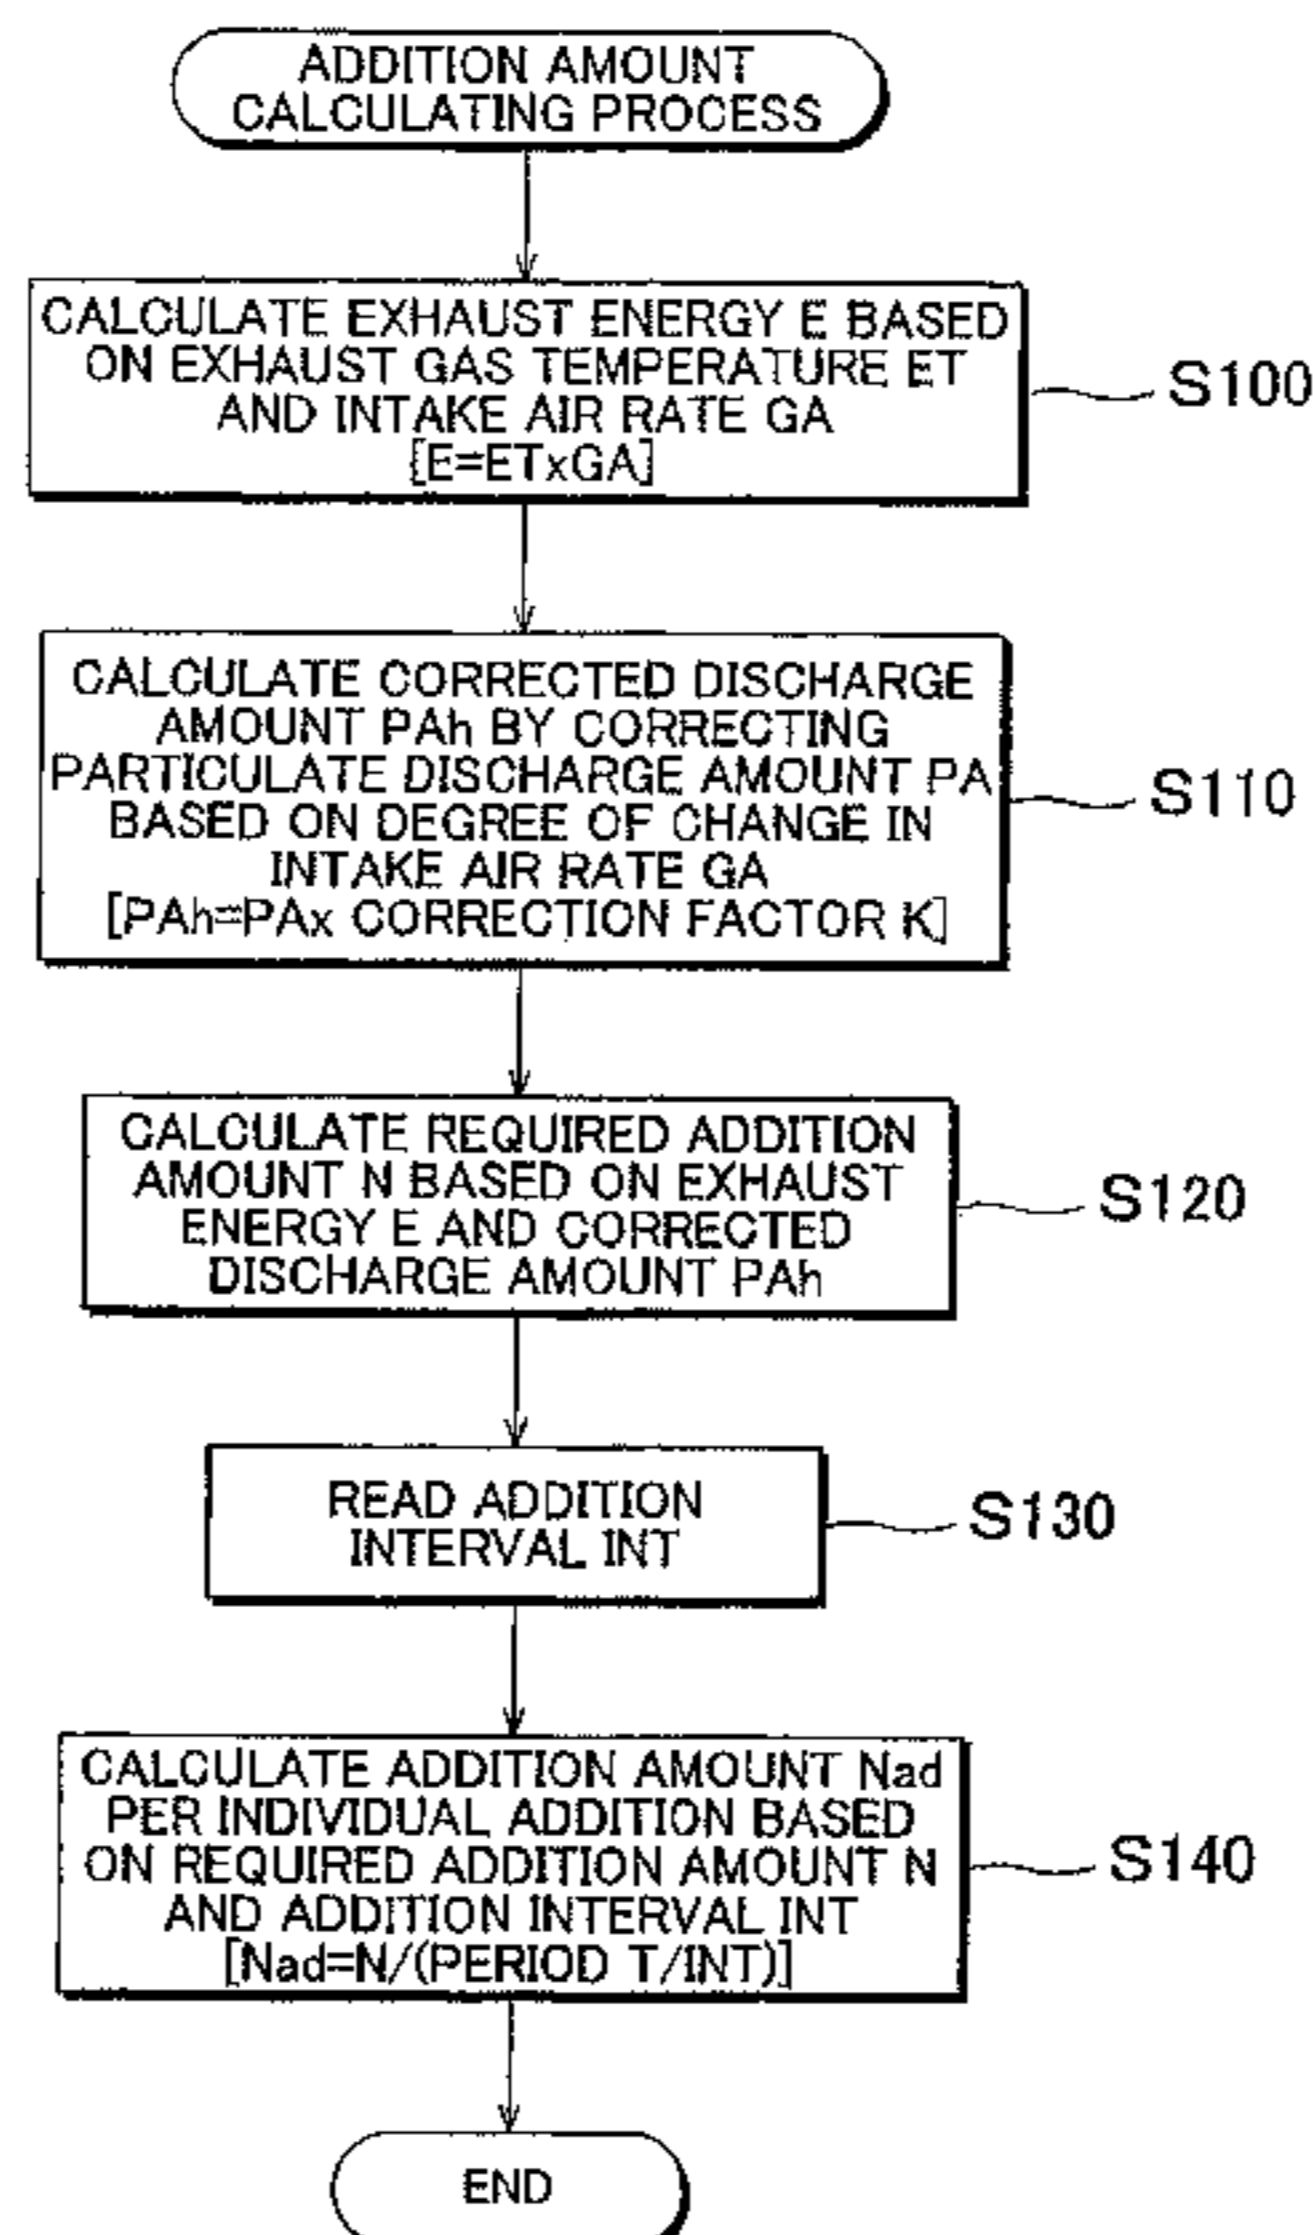 ADDITION AMOUNT
CALCULATING PROCESS
CALCULATE EXHAUST ENERGY E BASED
ON EXHAUST GAS TEMPERATURE ET
AND INTAKE AIR RATE GA
[E=ETxGA]
S100
CALCULATE CORRECTED DISCHARGE
AMOUNT PAh BY CORRECTING
PARTICULATE DISCHARGE AMOUNT PA
BASED ON DEGREE OF CHANGE IN
INTAKE AIR RATE GA
[PAh=PAx CORRECTION FACTOR K]
S110
CALCULATE REQUIRED ADDITION
AMOUNT N BASED ON EXHAUST
ENERGY E AND CORRECTED
DISCHARGE AMOUNT PAh
S120
READ ADDITION
INTERVAL INT
S130
CALCULATE ADDITION AMOUNT Nad
PER INDIVIDUAL ADDITION BASED
ON REQUIRED ADDITION AMOUNT N
AND ADDITION INTERVAL INT
[Nad=N/(PERIOD T/INT)]
S140
END